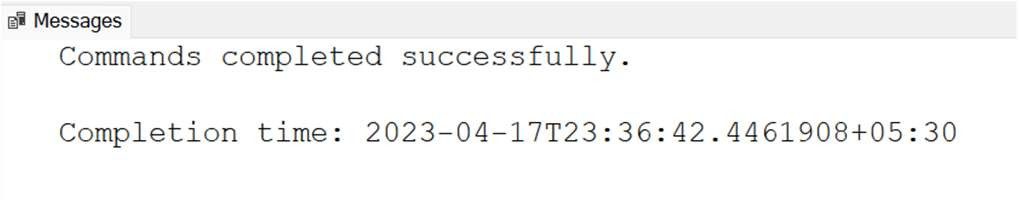 Messages
Commands completed successfully.
Completion time: 2023-04-17T23:36:42.4461908+05:30